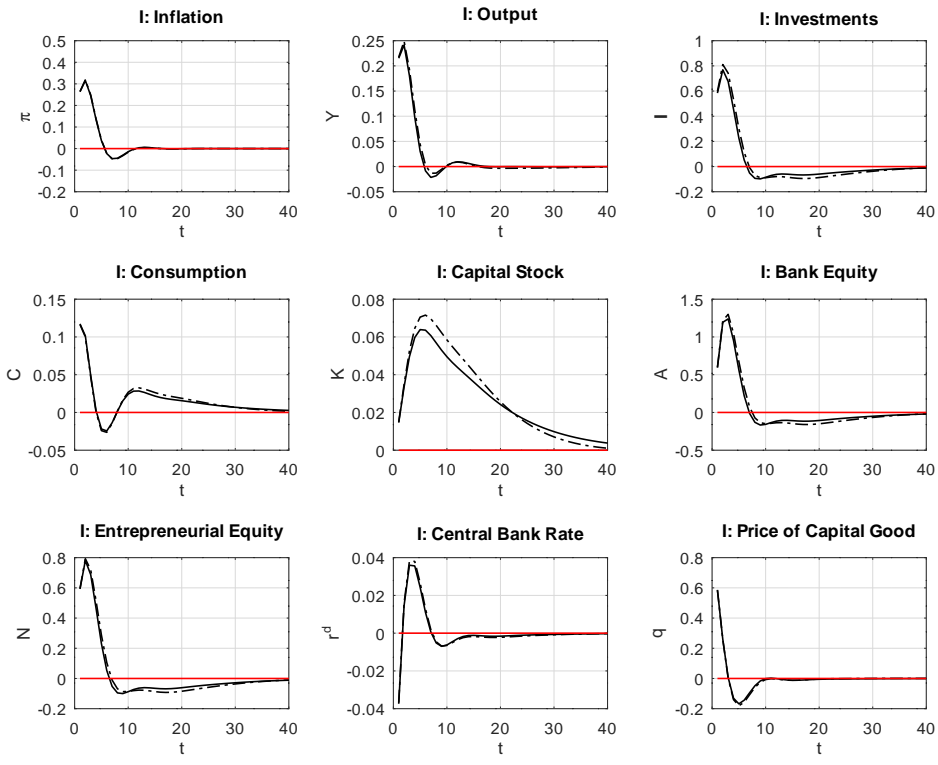 I: Inflation
0.5
0.4
0.3
0.2
0.1
0
-0.1
-0.2
π
0 10 20 30 40
t
I: Output
0.25
0.20
0.15
0.10
0.05
0
-0.05
Y
0 10 20 30 40
t
I: Investments
1
0.8
0.6
0.4
0.2
0
-0.2
I
0 10 20 30 40
t
I: Consumption
0.15
0.10
0.05
0
-0.05
C
0 10 20 30 40
t
I: Capital Stock
0.08
0.06
0.04
0.02
0
K
0 10 20 30 40
t
I: Bank Equity
1.5
1.0
0.5
0
-0.5
A
0 10 20 30 40
t
I: Entrepreneurial Equity
0.8
0.6
0.4
0.2
0
-0.2
N
0 10 20 30 40
t
I: Central Bank Rate
0.04
0.02
0
-0.02
-0.04
r^d
0 10 20 30 40
t
I: Price of Capital Good
0.8
0.6
0.4
0.2
0
-0.2
q
0 10 20 30 40
t